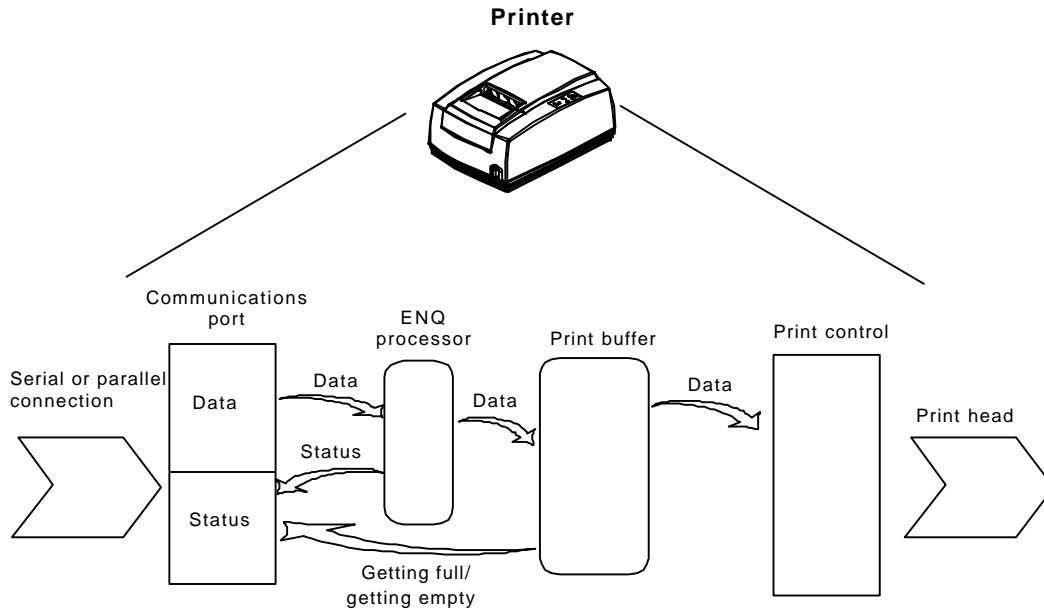 Printer
Communications
port
ENQ
processor
Print buffer
Print control
Serial or parallel
connection
Data
Data
Data
Data
Print head
Status
Status
Getting full/
getting empty